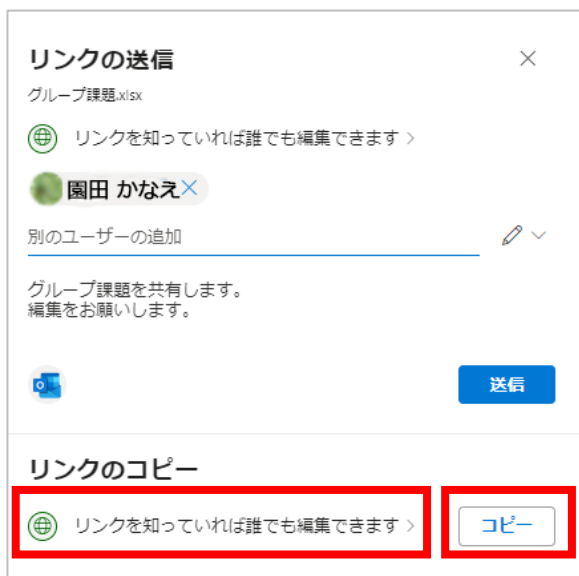 リンクの送信
グループ課題.xlsx
リンクを知っていれば誰でも編集できます
園田 かなえ
別のユーザーの追加
グループ課題を共有します。
編集をお願いします。
送信
リンクのコピー
リンクを知っていれば誰でも編集できます
コピー